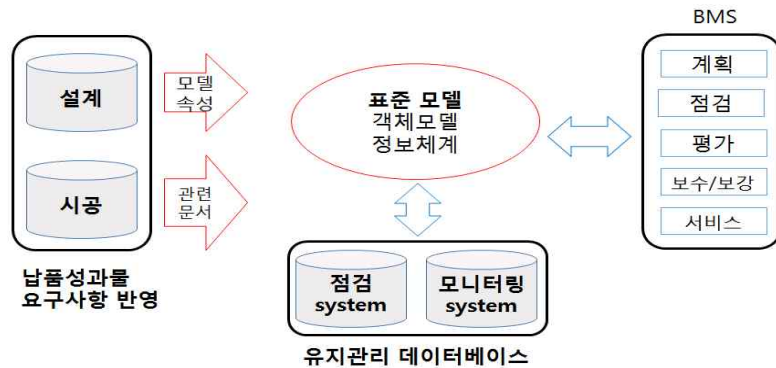 설계
시공
납품성과물
요구사항 반영
모델
속성
관련
문서
표준 모델
객체모델
정보체계
점검
system
모니터링
system
유지관리 데이터베이스
BMS
계획
점검
평가
보수/보강
서비스